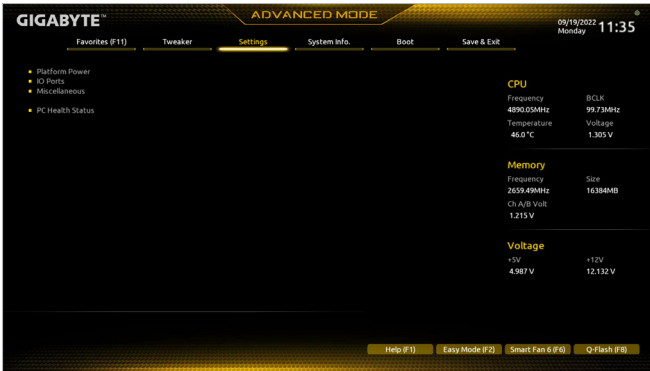 GIGABYTE™
ADVANCED MODE
09/19/2022 Monday 11:35
Favorites (F11) Tweaker Settings System Info. Boot Save & Exit
Platform Power
IO Ports
Miscellaneous
PC Health Status
CPU
Frequency BCLK
4890.05MHz 99.73MHz
Temperature Voltage
46.0 °C 1.305 V
Memory
Frequency Size
2659.49MHz 16384MB
Ch A/B Volt
1.215 V
Voltage
+5V +12V
4.987 V 12.132 V
Help (F1) Easy Mode (F2) Smart Fan 6 (F6) Q-Flash (F8)